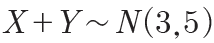 X + Y ~ N(3,5)